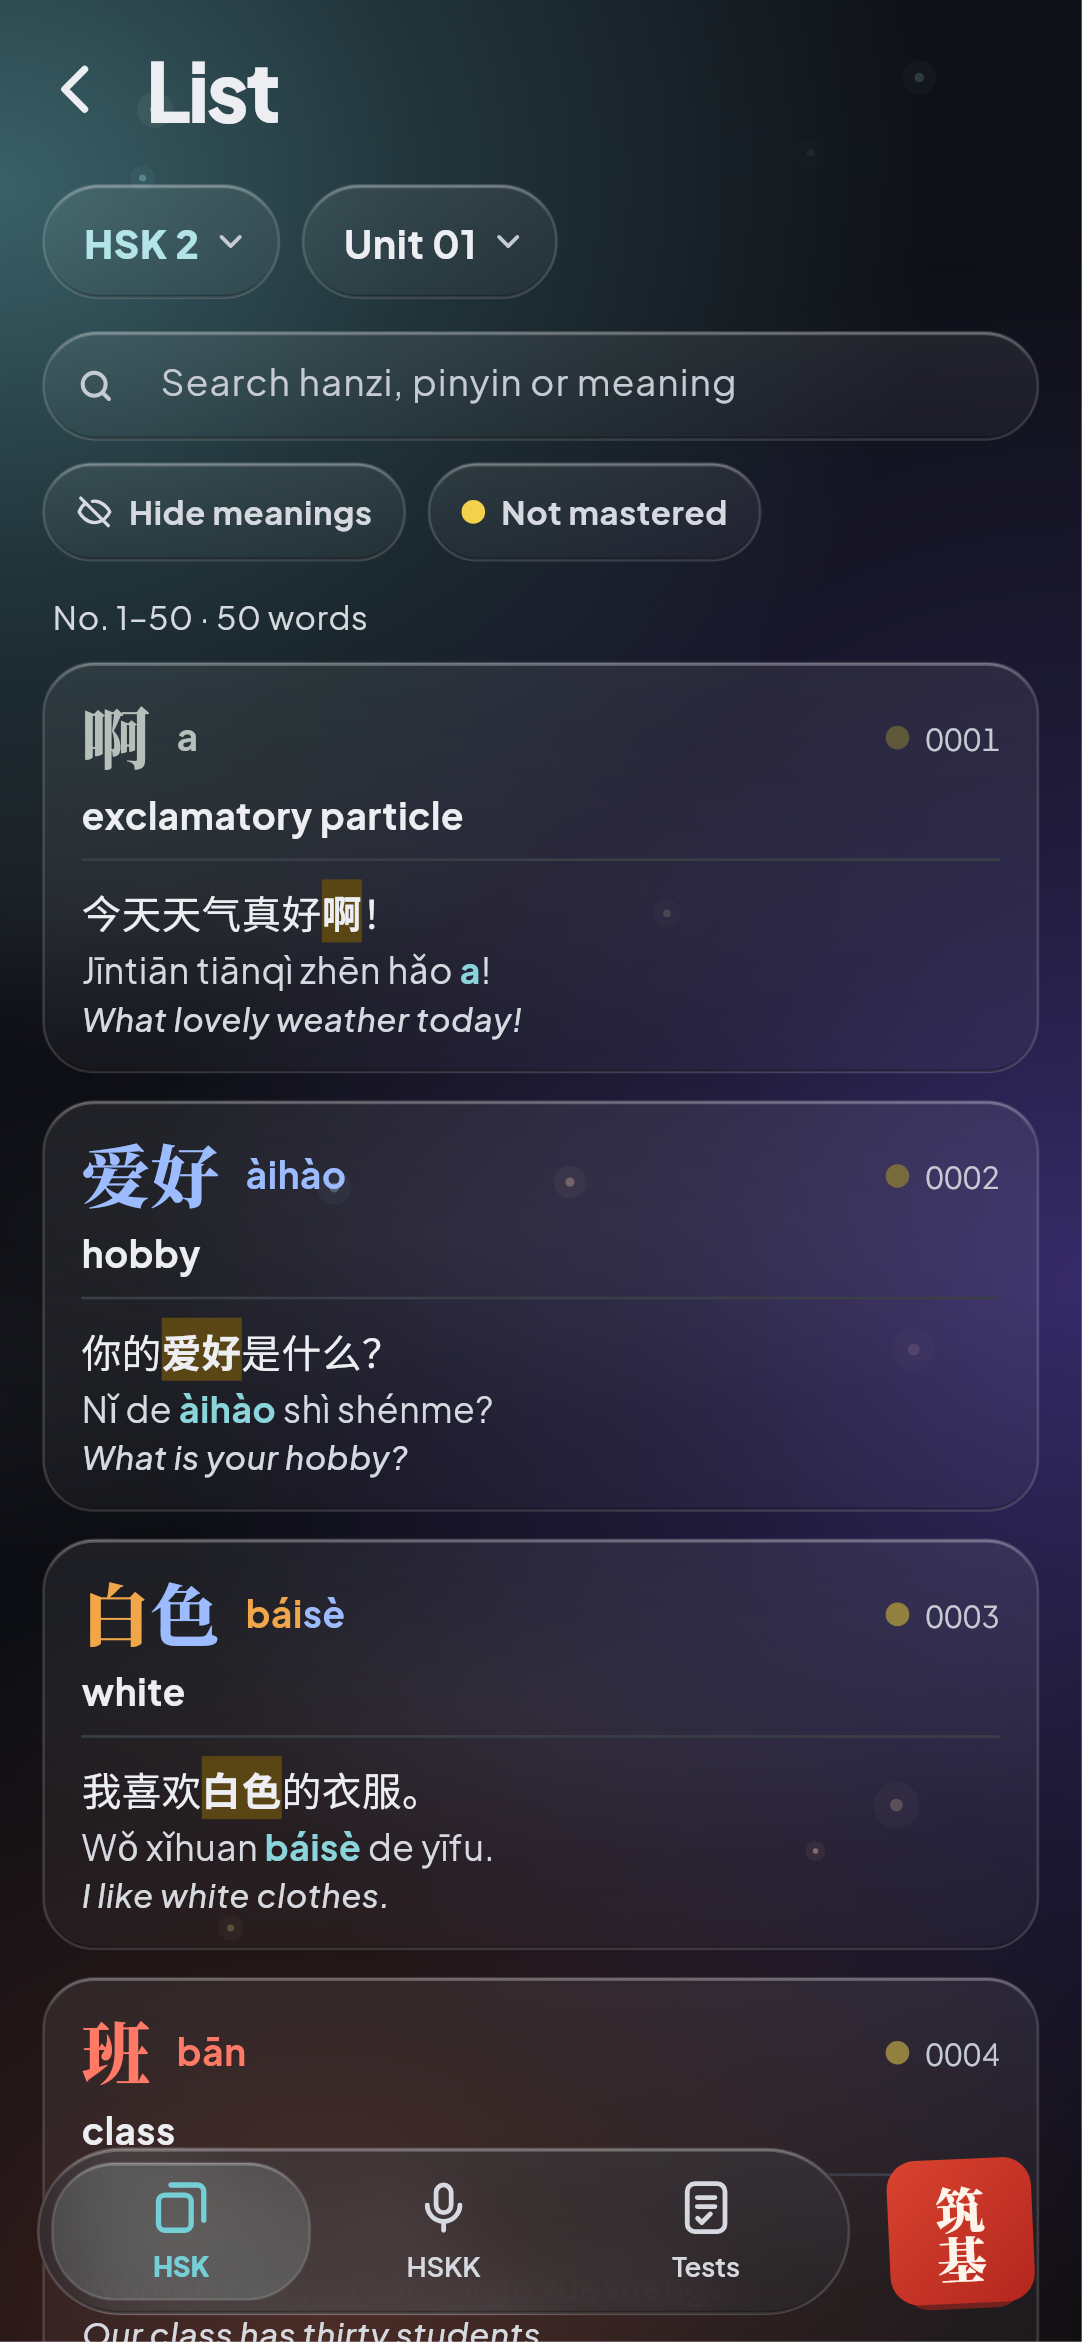 List
HSK 2
Unit 01
Search hanzi, pinyin or meaning
Hide meanings
Not mastered
No. 1–50 · 50 words
啊 a 0001
exclamatory particle
今天天气真好啊！
Jīntiān tiānqì zhēn hǎo a!
What lovely weather today!
爱好 àihào 0002
hobby
你的爱好是什么？
Nǐ de àihào shì shénme?
What is your hobby?
白色 báisè 0003
white
我喜欢白色的衣服。
Wǒ xǐhuan báisè de yīfu.
I like white clothes.
班 bān 0004
class
HSK
HSKK
Tests
筑
基
Our class has thirty students